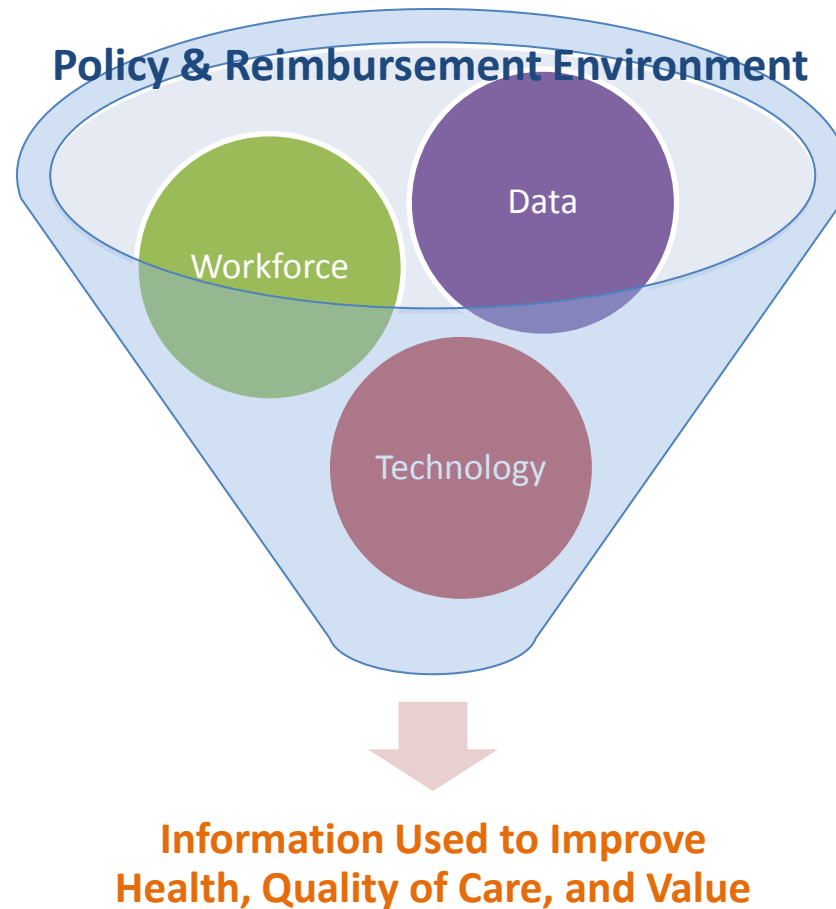 Policy & Reimbursement Environment
Data
Workforce
Technology
Information Used to Improve
Health, Quality of Care, and Value